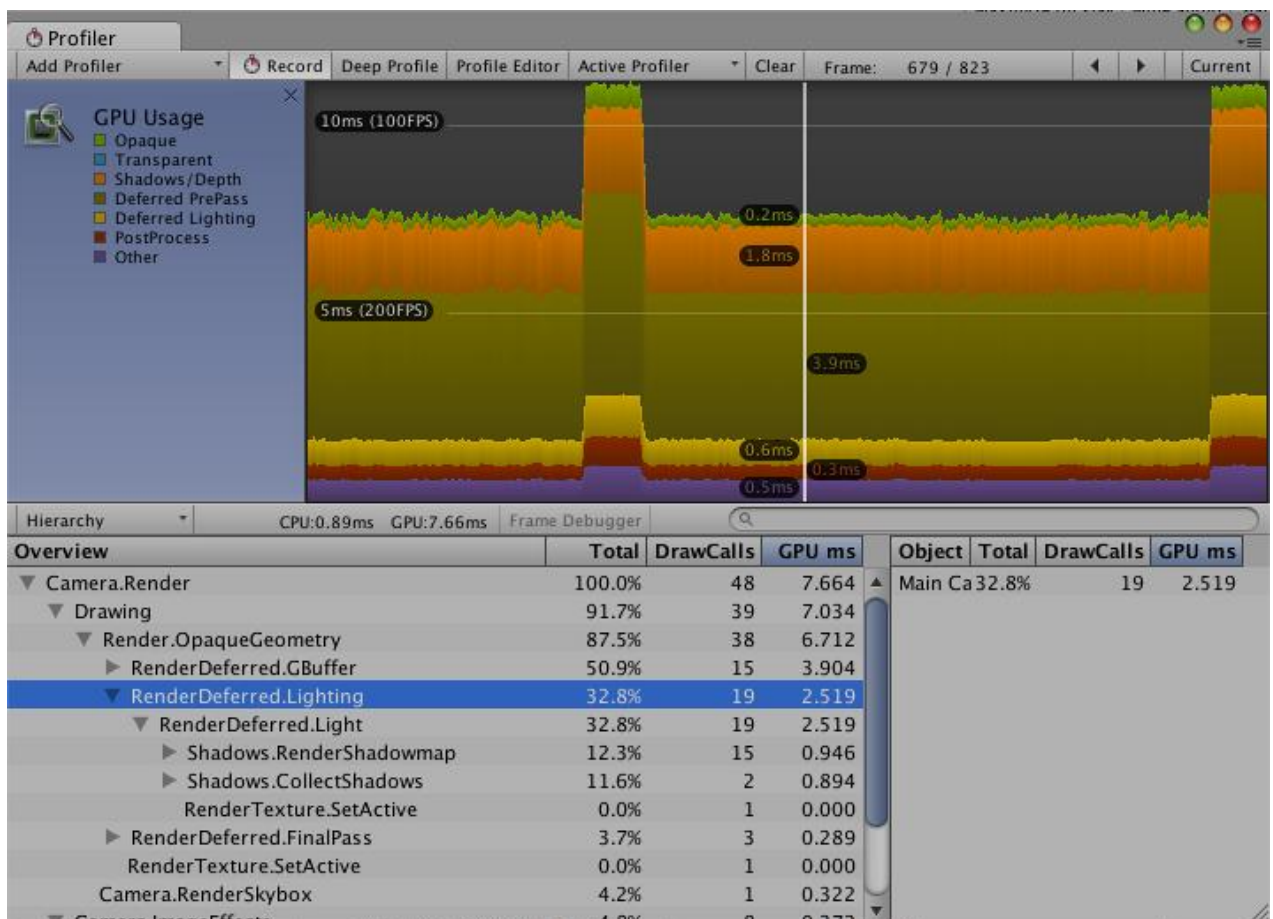 Profiler
Add Profiler Record Deep Profile Profile Editor Active Profiler Clear Frame: 679 / 823 Current
GPU Usage
Opaque
Transparent
Shadows/Depth
Deferred PrePass
Deferred Lighting
PostProcess
Other
10ms (100FPS)
0.2ms
1.8ms
5ms (200FPS)
3.9ms
0.6ms
0.3ms
0.5ms
Hierarchy CPU:0.89ms GPU:7.66ms Frame Debugger
Overview Total DrawCalls GPU ms Object Total DrawCalls GPU ms
Camera.Render 100.0% 48 7.664 Main Ca 32.8% 19 2.519
Drawing 91.7% 39 7.034
Render.OpaqueGeometry 87.5% 38 6.712
RenderDeferred.GBuffer 50.9% 15 3.904
RenderDeferred.Lighting 32.8% 19 2.519
RenderDeferred.Light 32.8% 19 2.519
Shadows.RenderShadowmap 12.3% 15 0.946
Shadows.CollectShadows 11.6% 2 0.894
RenderTexture.SetActive 0.0% 1 0.000
RenderDeferred.FinalPass 3.7% 3 0.289
RenderTexture.SetActive 0.0% 1 0.000
Camera.RenderSkybox 4.2% 1 0.322